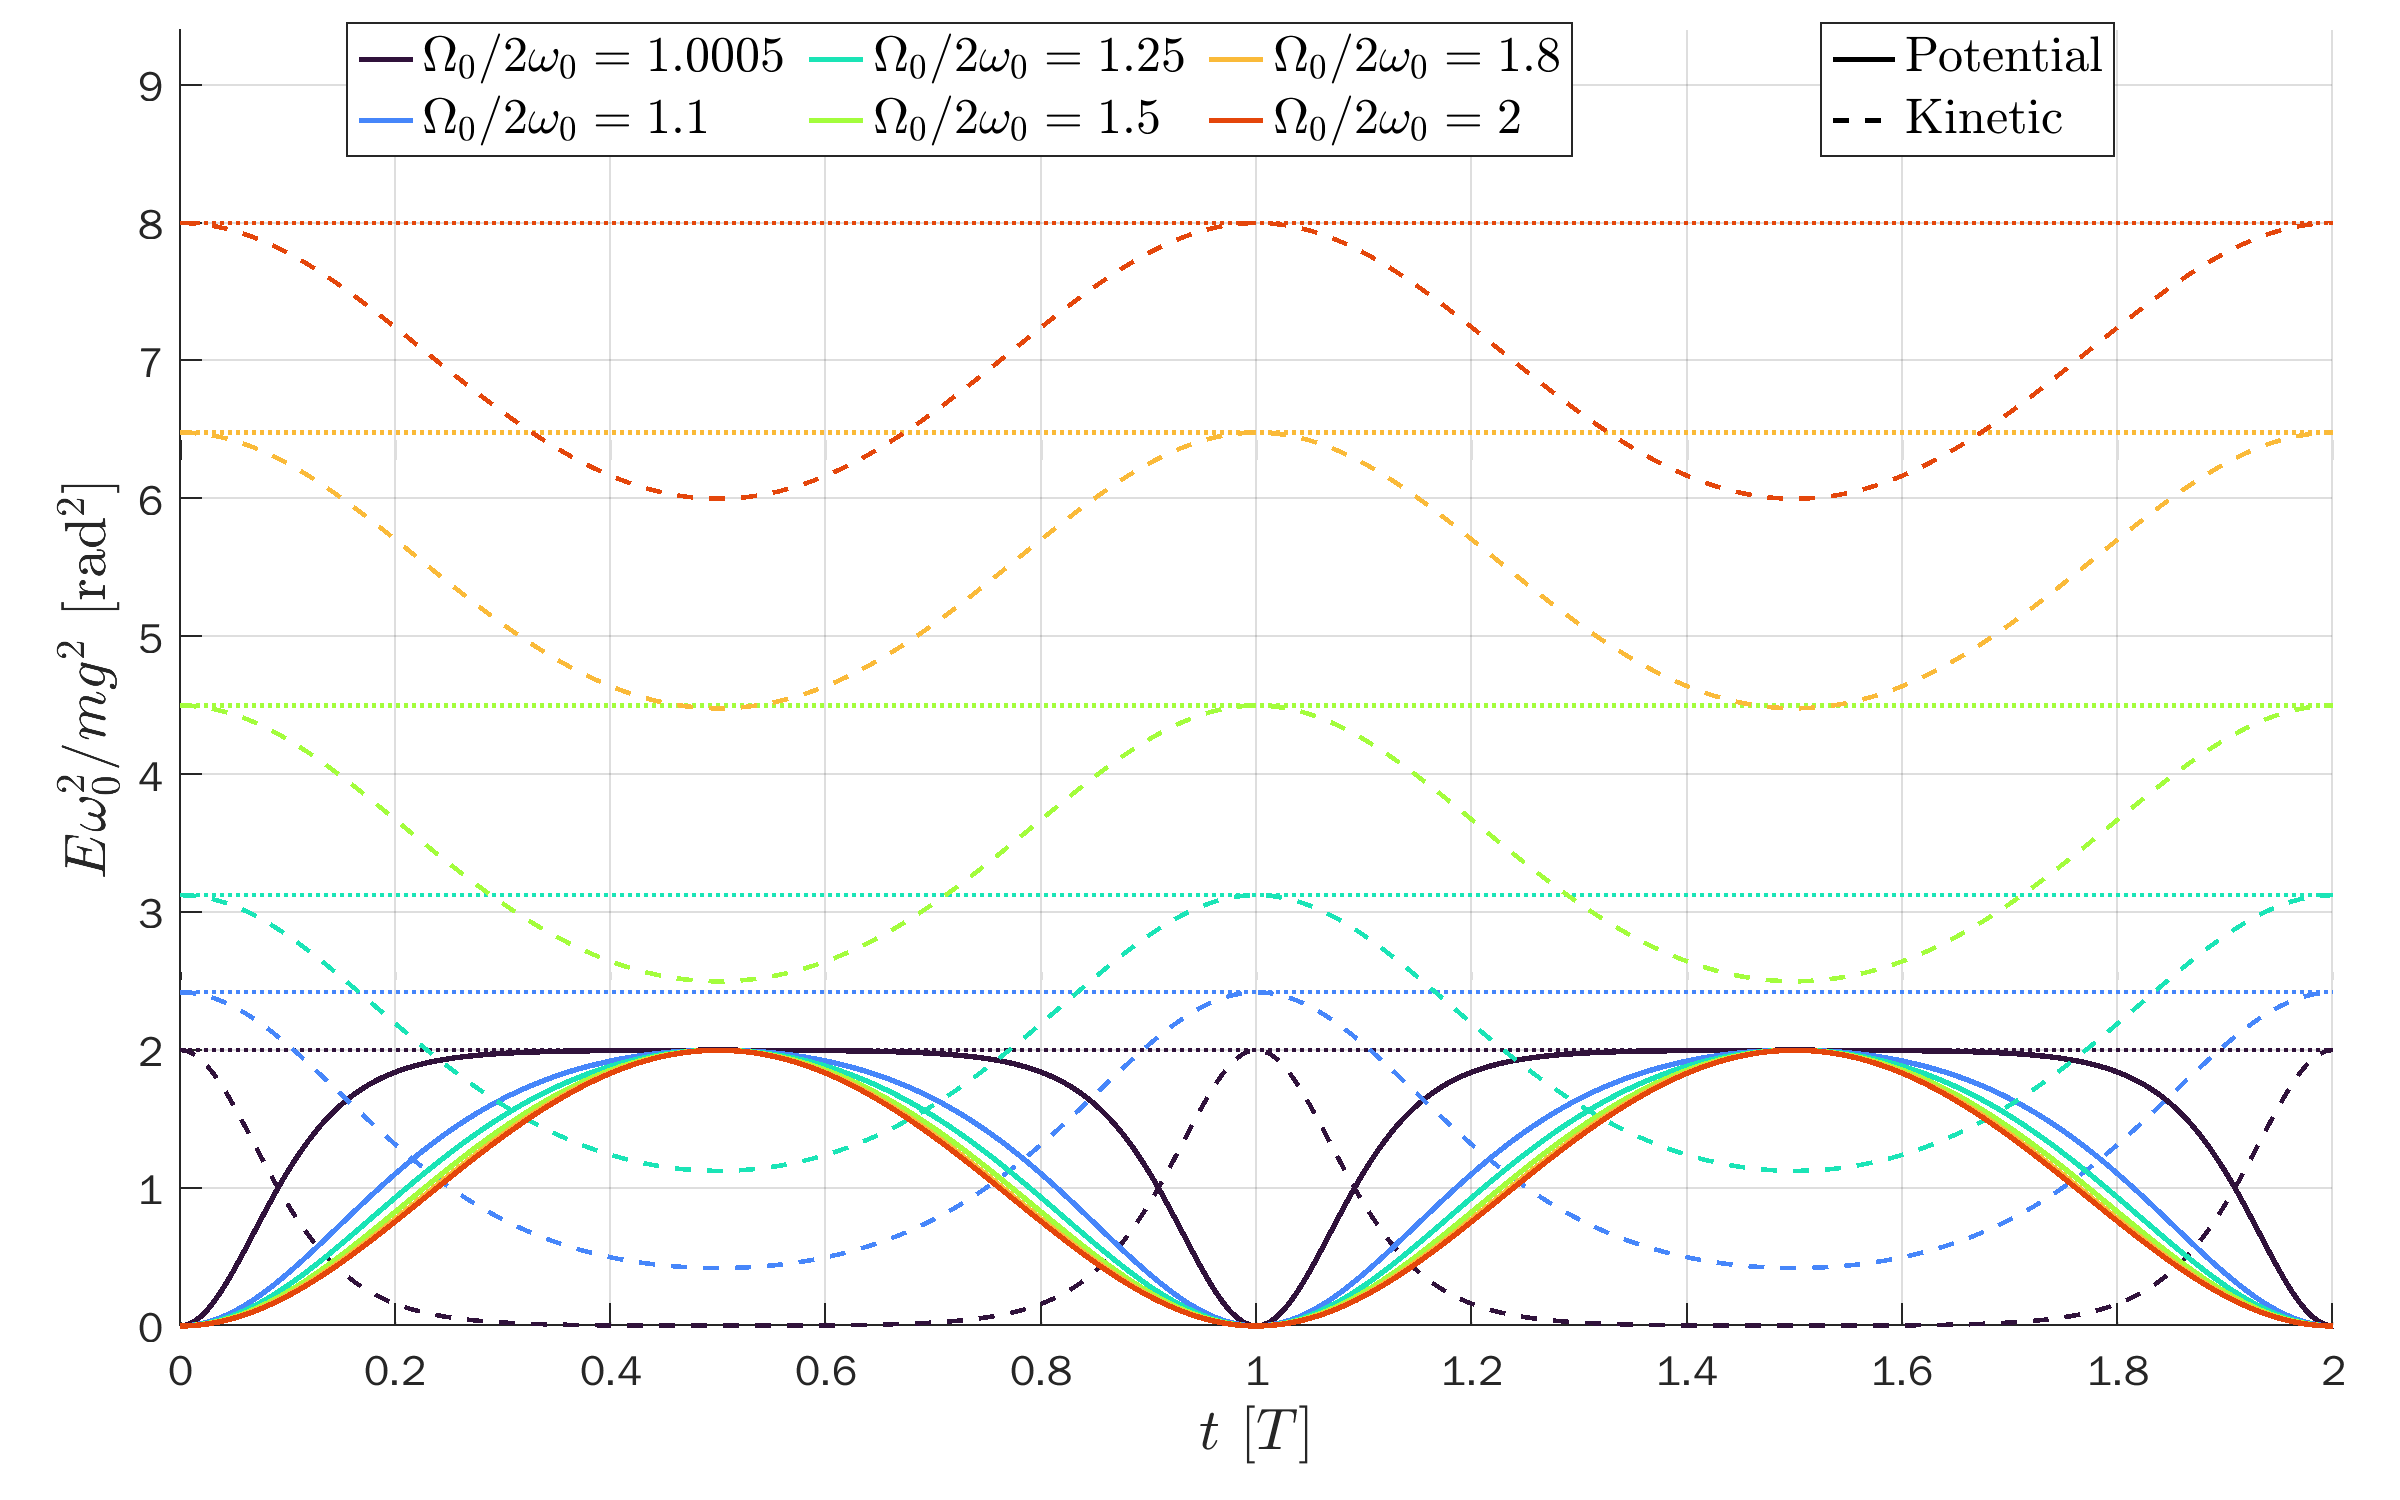 Ω₀/2ω₀ = 1.0005 Ω₀/2ω₀ = 1.25 Ω₀/2ω₀ = 1.8
Ω₀/2ω₀ = 1.1 Ω₀/2ω₀ = 1.5 Ω₀/2ω₀ = 2
Potential
Kinetic
9
8
7
6
5
4
3
2
1
0
Eω₀²/mg² [rad²]
0 0.2 0.4 0.6 0.8 1 1.2 1.4 1.6 1.8 2
t [T]